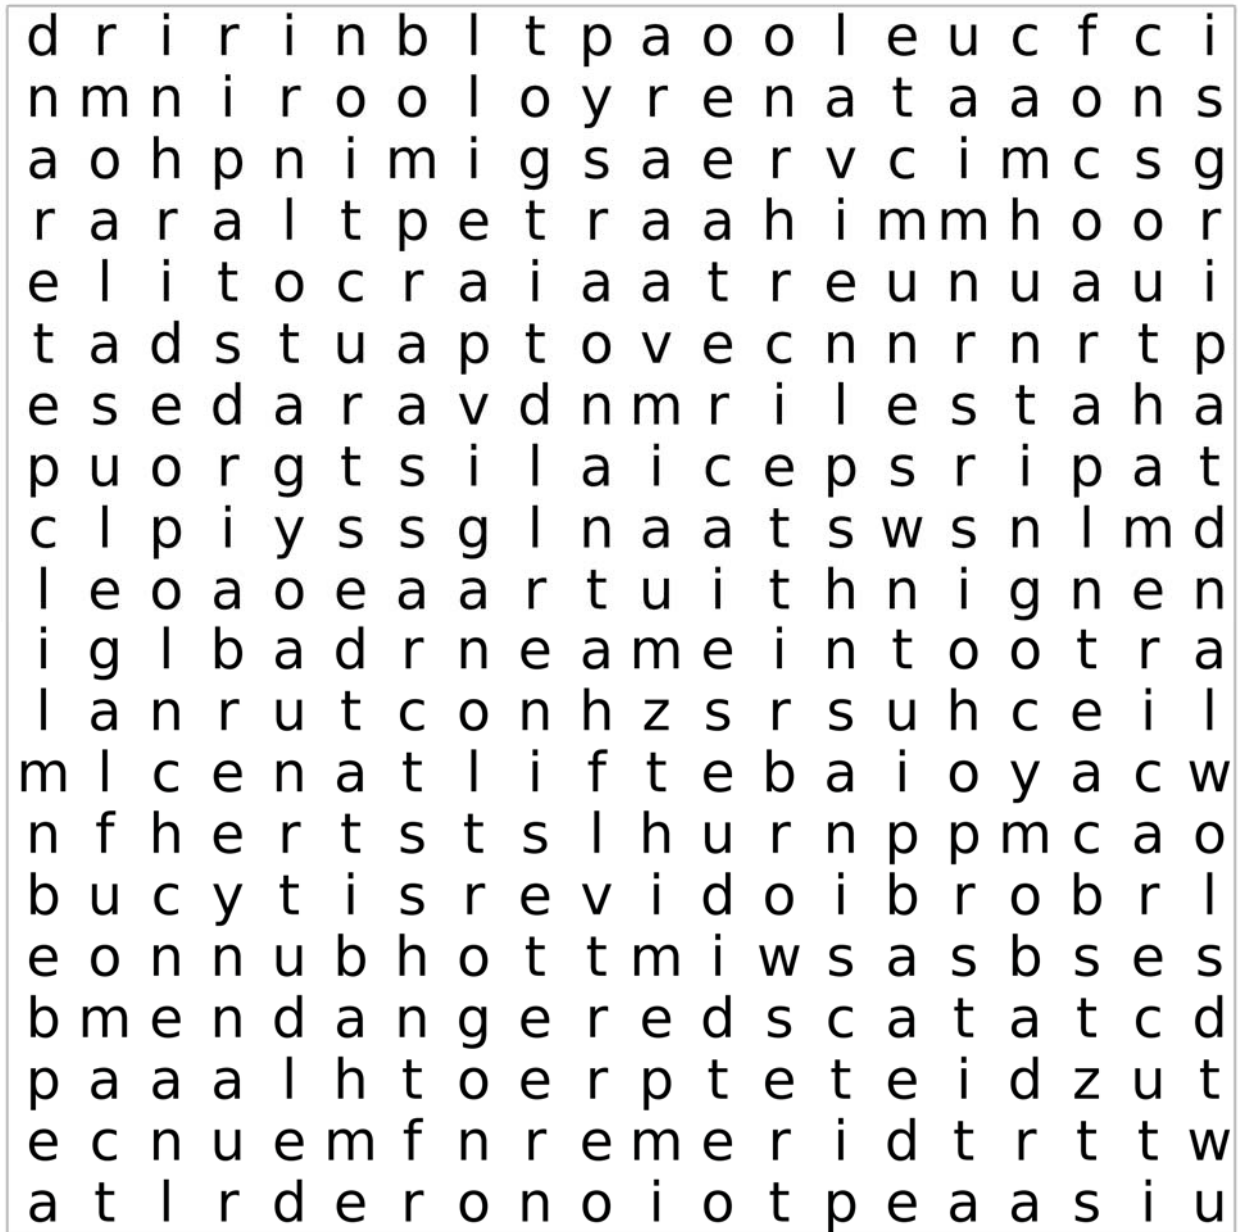 d r i r i n b l t p a o o l e u c f c i
n m n i r o o l o y r e n a t a a o n s
a o h p n i m i g s a e r v c i m c s g
r a r a l t p e t r a a h i m m h o o r
e l i t o c r a i a a t r e u n u a u i
t a d s t u a p t o v e c n n r n r t p
e s e d a r a v d n m r i l e s t a h a
p u o r g t s i l a i c e p s r i p a t
c l p i y s s g l n a a t s w s n l m d
l e o a o e a a r t u i t h n i g n e n
i g l b a d r n e a m e i n t o o t r a
l a n r u t c o n h z s r s u h c e i l
m l c e n a t l i f t e b a i o y a c w
n f h e r t s t s l h u r n p p m c a o
b u c y t i s r e v i d o i b r o b r l
e o n n u b h o t t m i w s a s b s e s
b m e n d a n g e r e d s c a t a t c d
p a a a l h t o e r p t e t e i d z u t
e c n u e m f n r e m e r i d t r t t w
a t l r d e r o n o i o t p e a a s i u